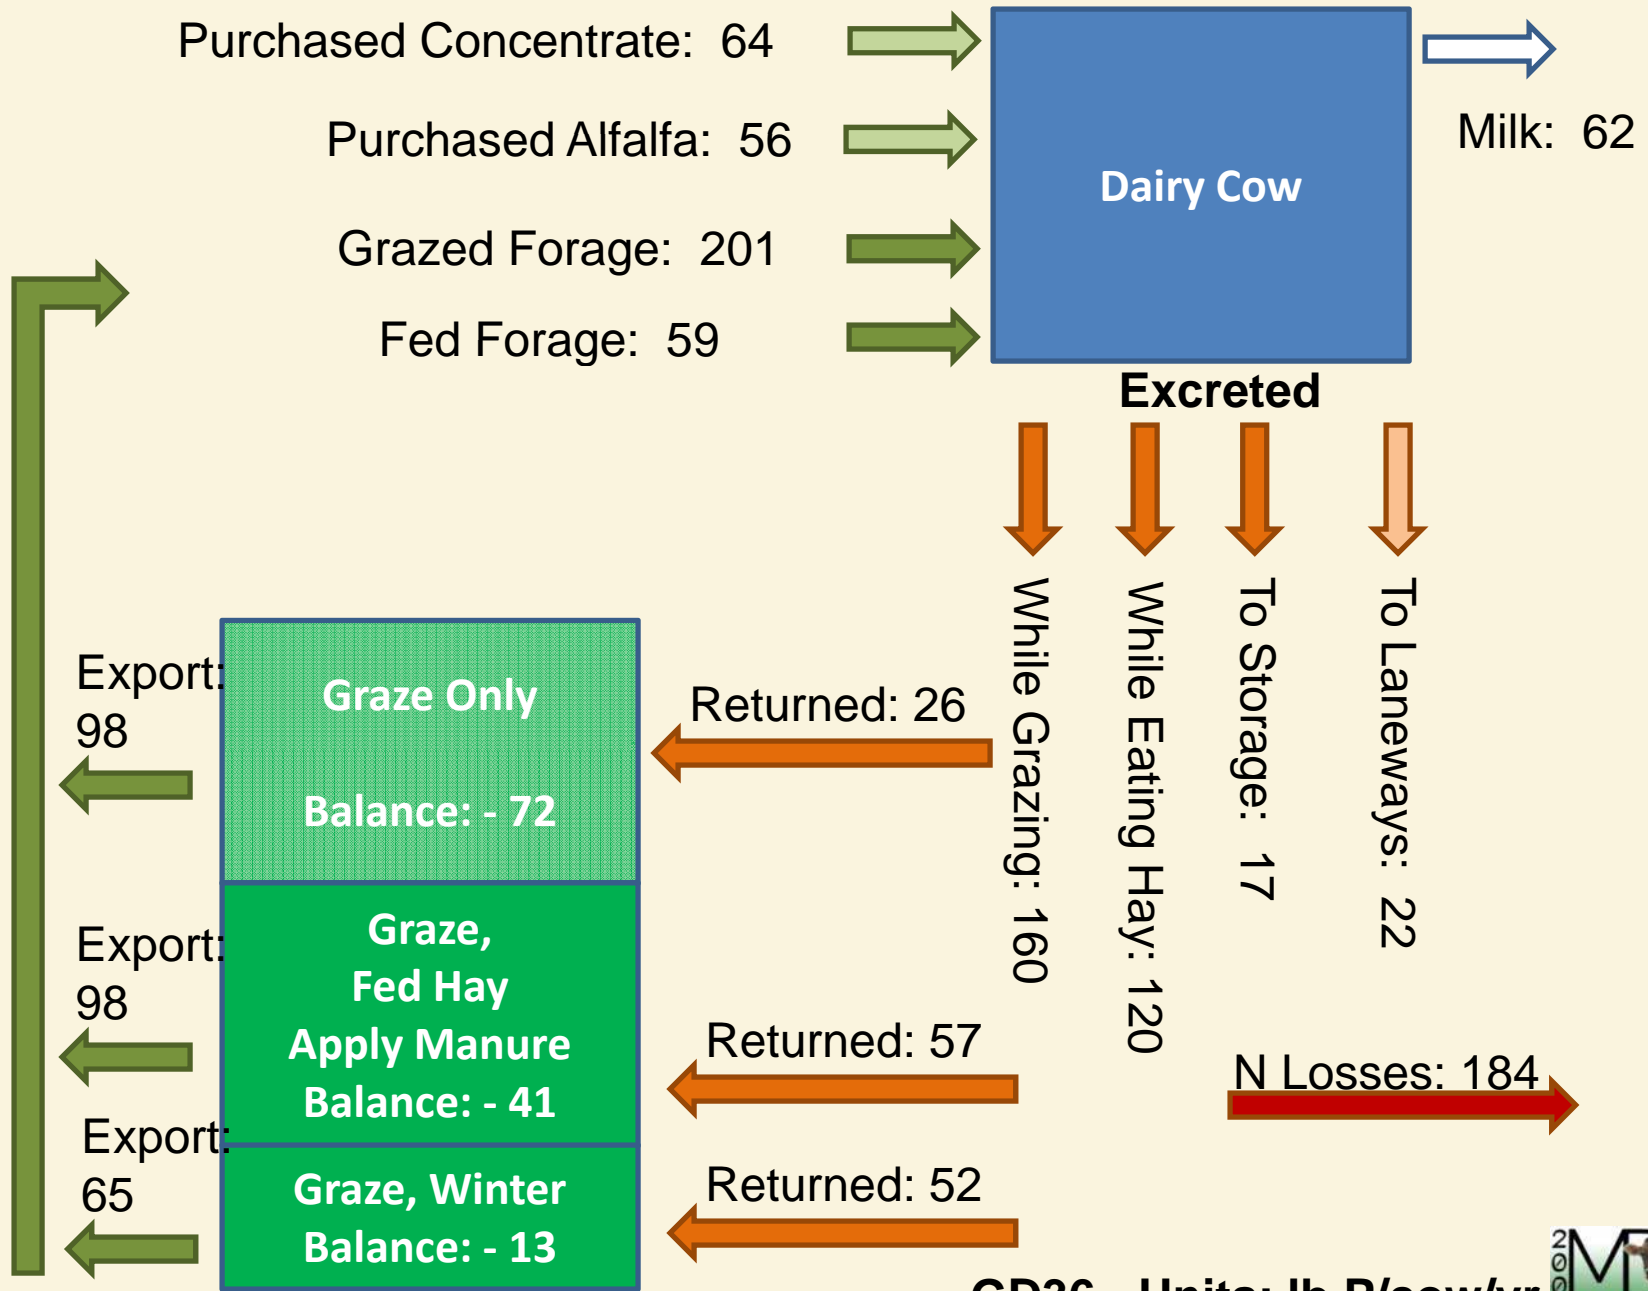 Purchased Concentrate: 64
Purchased Alfalfa: 56
Grazed Forage: 201
Fed Forage: 59
Dairy Cow
Milk: 62
Excreted
While Grazing: 160
While Eating Hay: 120
To Storage: 17
To Laneways: 22
Export:
98
Graze Only
Balance: - 72
Returned: 26
Export:
98
Graze,
Fed Hay
Apply Manure
Balance: - 41
Returned: 57
N Losses: 184
Export:
65
Graze, Winter
Balance: - 13
Returned: 52